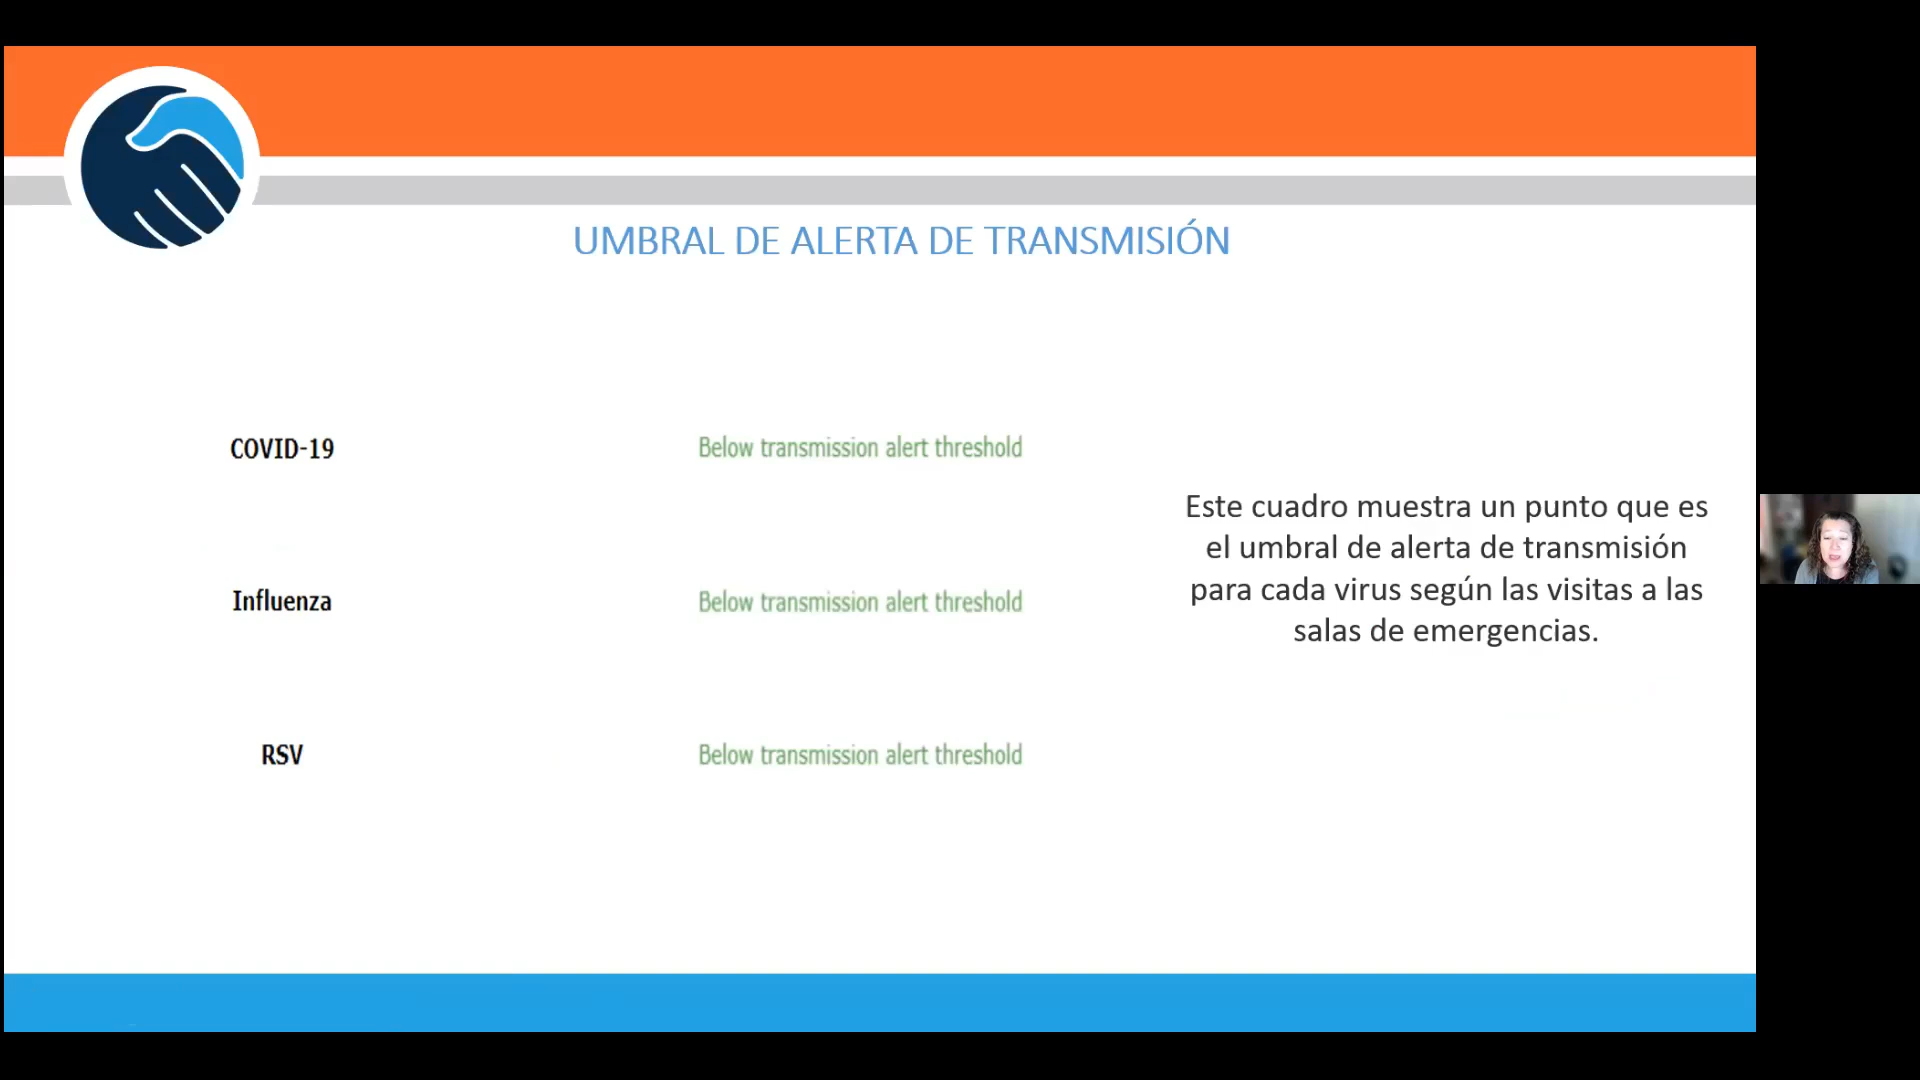 UMBRAL DE ALERTA DE TRANSMISIÓN
COVID-19 Below transmission alert threshold
Influenza Below transmission alert threshold
RSV Below transmission alert threshold
Este cuadro muestra un punto que es
el umbral de alerta de transmisión
para cada virus según las visitas a las
salas de emergencias.